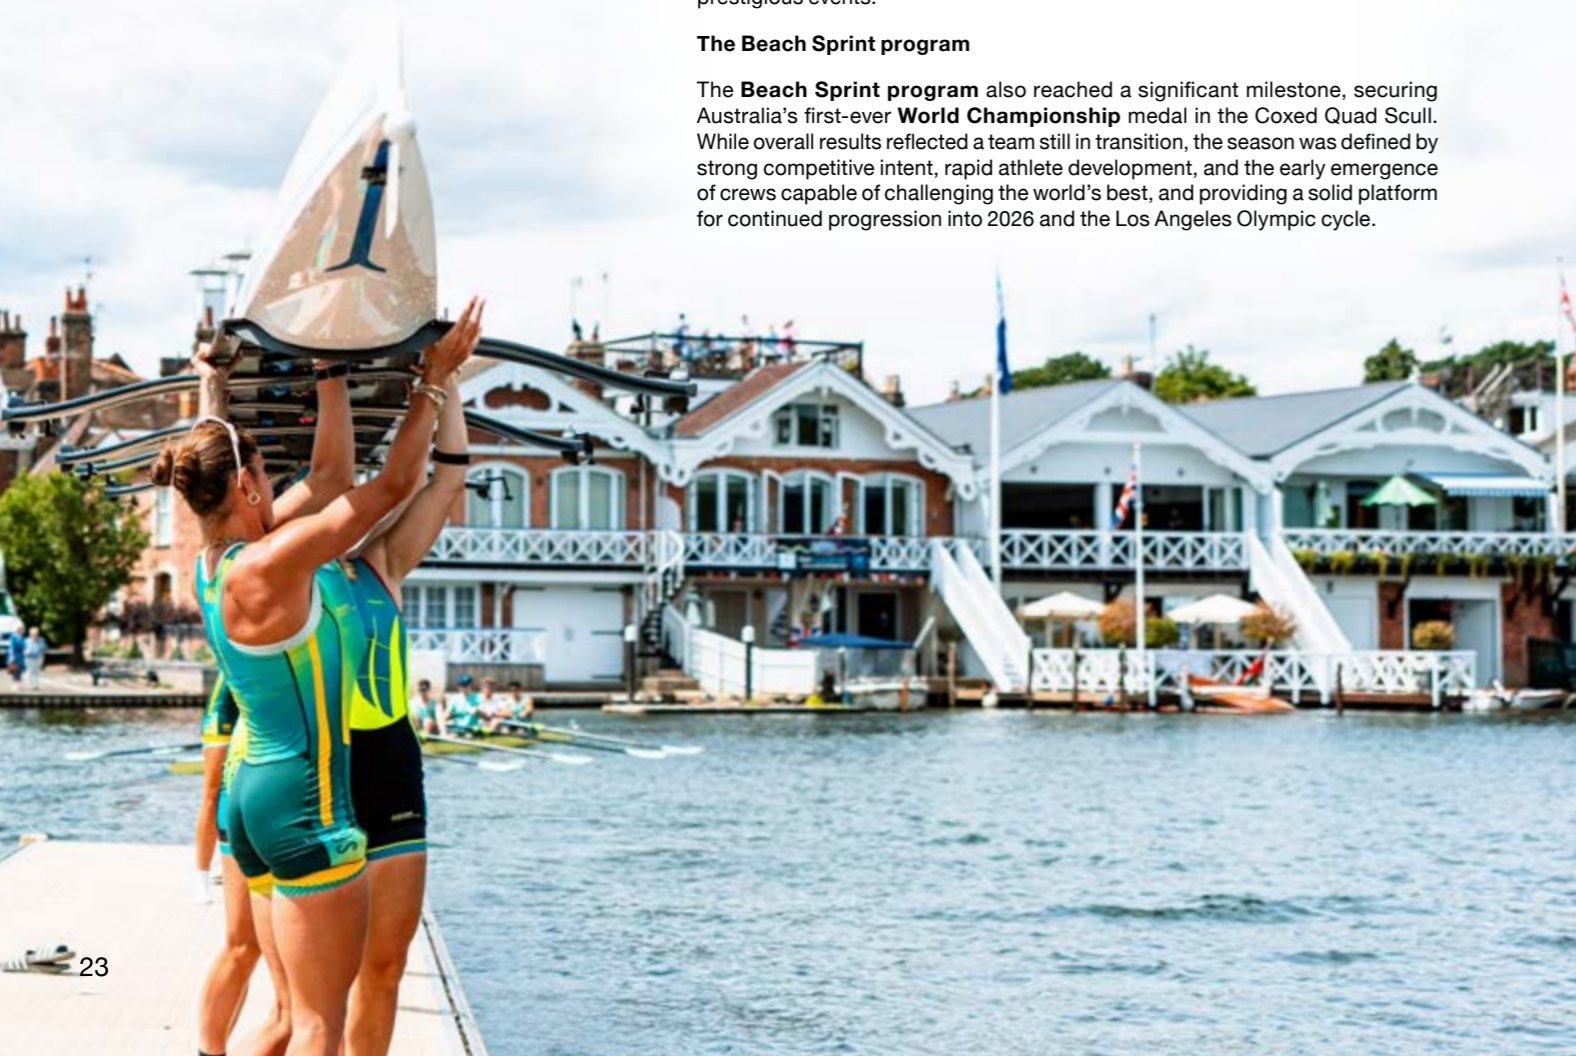 prestigious events.
The Beach Sprint program
The Beach Sprint program also reached a significant milestone, securing
Australia’s first-ever World Championship medal in the Coxed Quad Scull.
While overall results reflected a team still in transition, the season was defined by
strong competitive intent, rapid athlete development, and the early emergence
of crews capable of challenging the world’s best, and providing a solid platform
for continued progression into 2026 and the Los Angeles Olympic cycle.
23